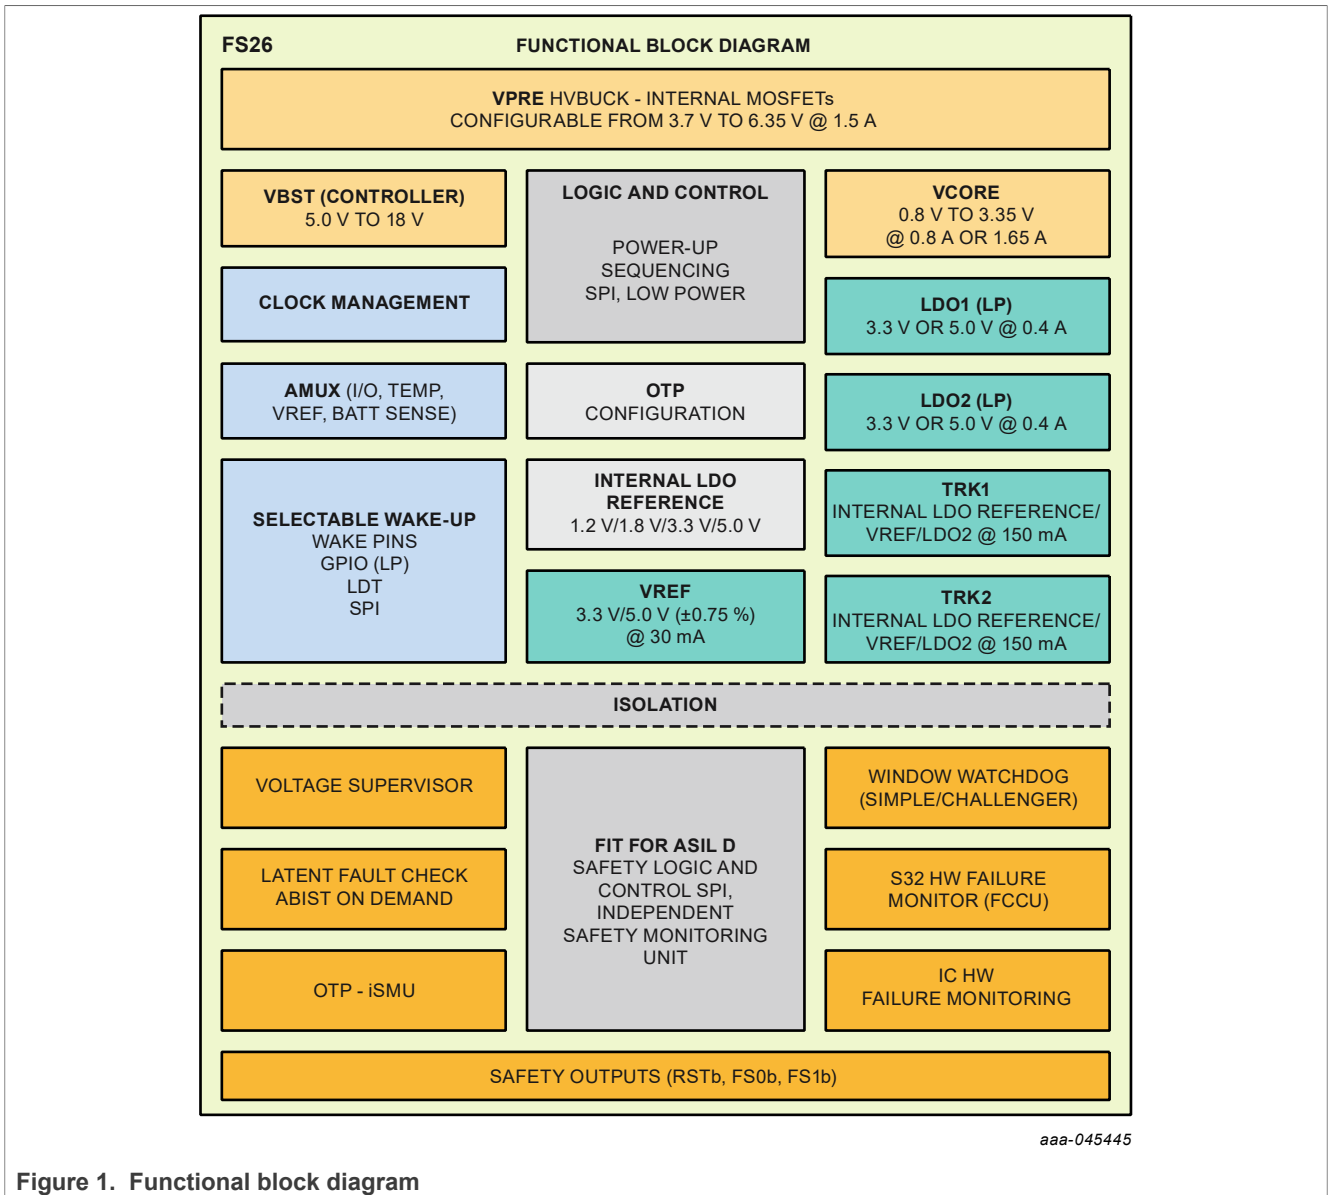 FS26
FUNCTIONAL BLOCK DIAGRAM
VPRE HVBUCK - INTERNAL MOSFETs
CONFIGURABLE FROM 3.7 V TO 6.35 V @ 1.5 A
VBST (CONTROLLER)
5.0 V TO 18 V
LOGIC AND CONTROL
POWER-UP
SEQUENCING
SPI, LOW POWER
VCORE
0.8 V TO 3.35 V
@ 0.8 A OR 1.65 A
CLOCK MANAGEMENT
LDO1 (LP)
3.3 V OR 5.0 V @ 0.4 A
AMUX (I/O, TEMP,
VREF, BATT SENSE)
OTP
CONFIGURATION
LDO2 (LP)
3.3 V OR 5.0 V @ 0.4 A
SELECTABLE WAKE-UP
WAKE PINS
GPIO (LP)
LDT
SPI
INTERNAL LDO
REFERENCE
1.2 V/1.8 V/3.3 V/5.0 V
TRK1
INTERNAL LDO REFERENCE/
VREF/LDO2 @ 150 mA
VREF
3.3 V/5.0 V (±0.75 %)
@ 30 mA
TRK2
INTERNAL LDO REFERENCE/
VREF/LDO2 @ 150 mA
ISOLATION
VOLTAGE SUPERVISOR
FIT FOR ASIL D
SAFETY LOGIC AND
CONTROL SPI,
INDEPENDENT
SAFETY MONITORING
UNIT
WINDOW WATCHDOG
(SIMPLE/CHALLENGER)
LATENT FAULT CHECK
ABIST ON DEMAND
S32 HW FAILURE
MONITOR (FCCU)
OTP - iSMU
IC HW
FAILURE MONITORING
SAFETY OUTPUTS (RSTb, FS0b, FS1b)
aaa-045445
Figure 1. Functional block diagram